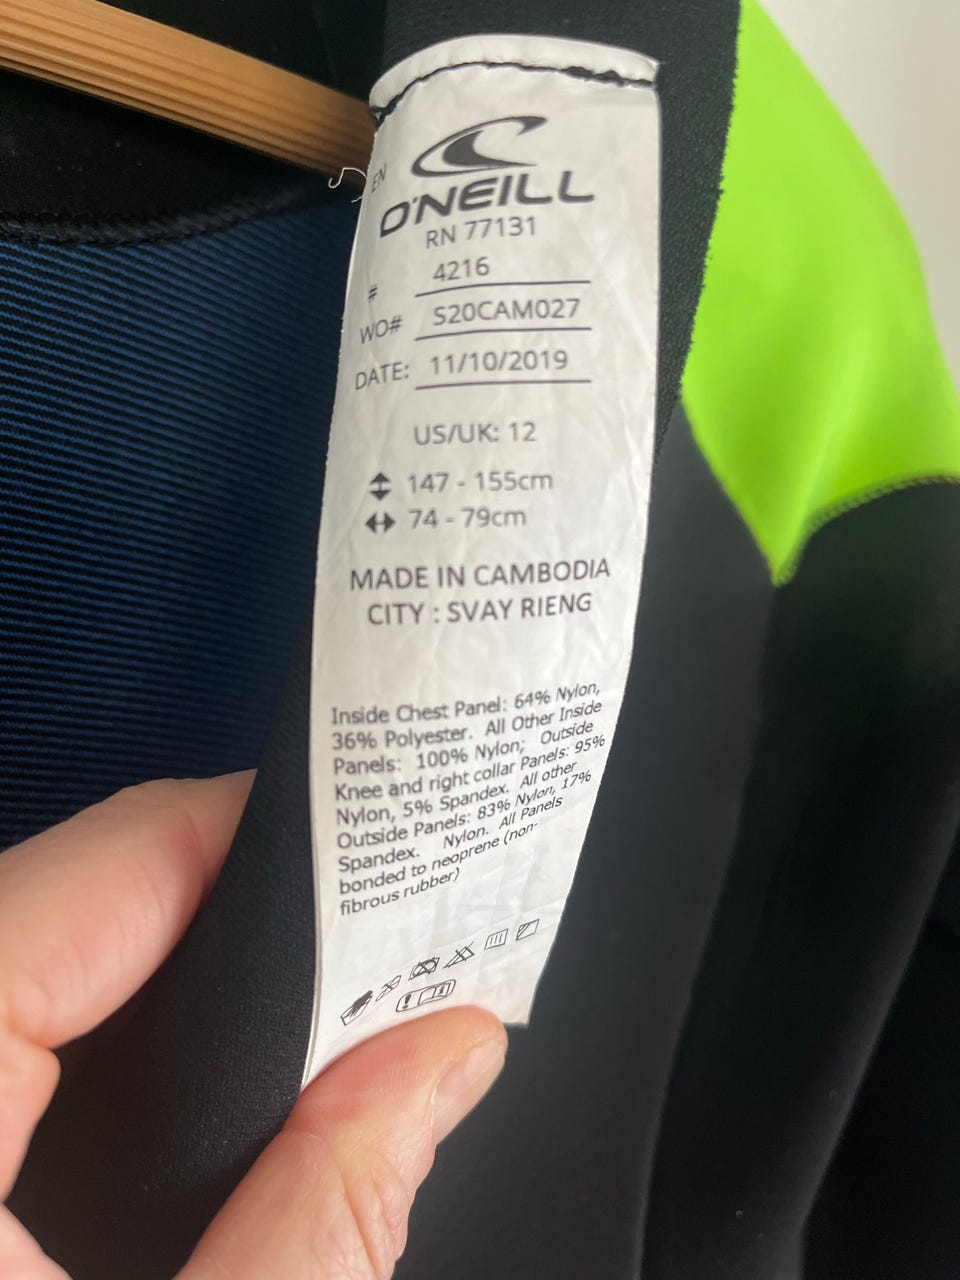 EN
O'NEILL
RN 77131
# 4216
WO# S20CAM027
DATE: 11/10/2019
US/UK: 12
147 - 155cm
74 - 79cm
MADE IN CAMBODIA
CITY : SVAY RIENG
Inside Chest Panel: 64% Nylon,
36% Polyester. All Other Inside
Panels: 100% Nylon; Outside
Knee and right collar Panels: 95%
Nylon, 5% Spandex. All other
Outside Panels: 83% Nylon, 17%
Spandex. Nylon. All Panels
bonded to neoprene (non-
fibrous rubber)